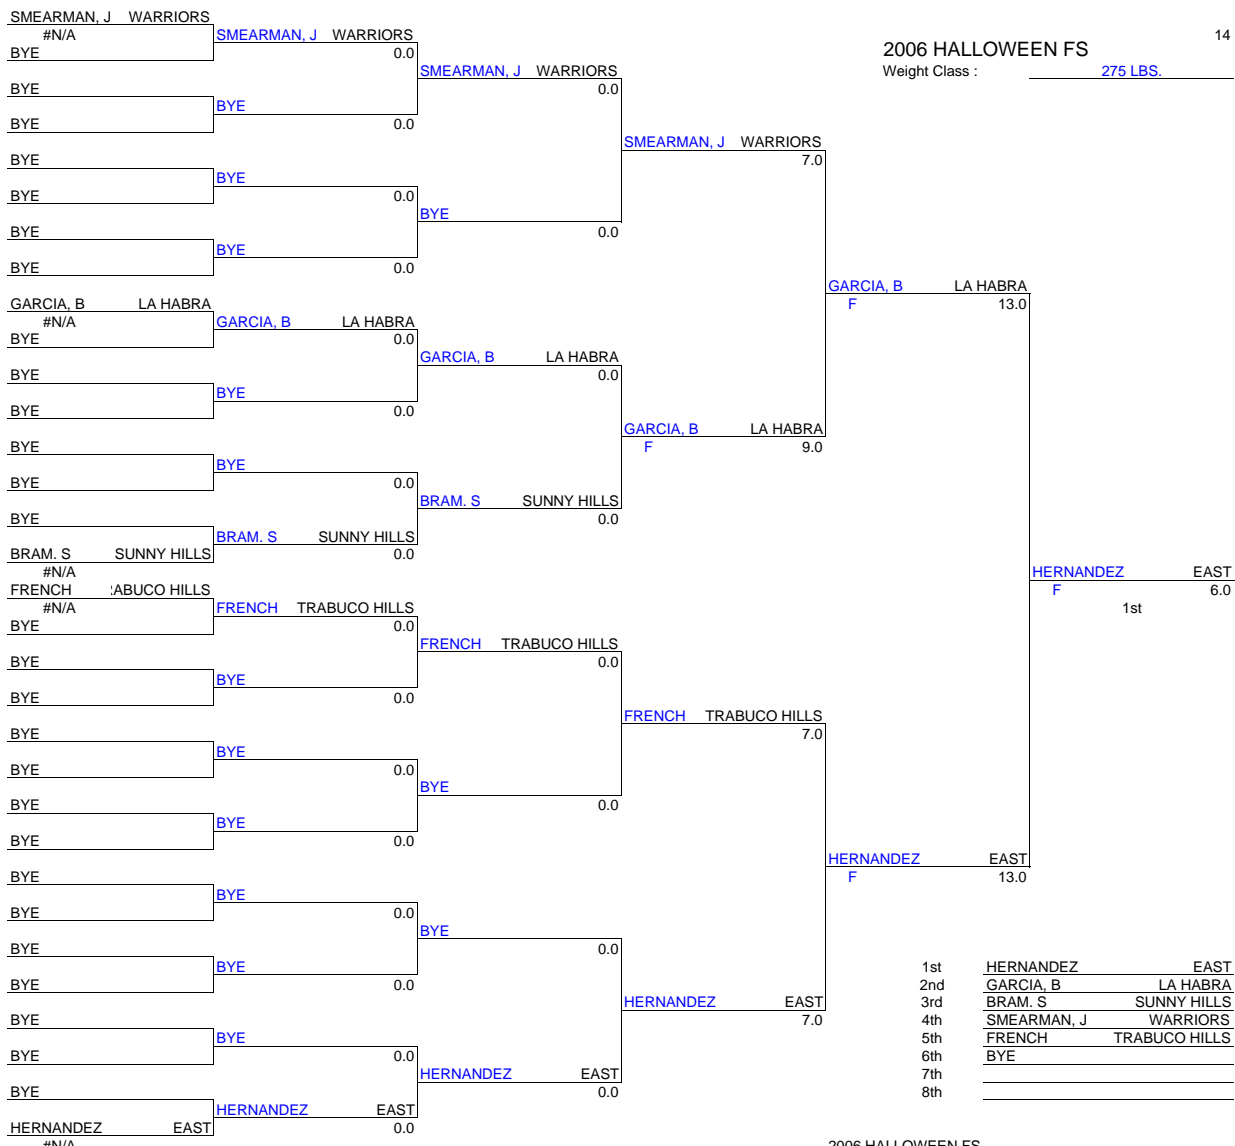 SMEARMAN, J WARRIORS
#N/A SMEARMAN, J WARRIORS 14
BYE 0.0 2006 HALLOWEEN FS
SMEARMAN, J WARRIORS Weight Class : 275 LBS.
BYE 0.0
BYE
BYE 0.0
SMEARMAN, J WARRIORS
BYE 7.0
BYE
BYE 0.0
BYE
BYE 0.0
BYE
BYE 0.0
GARCIA, B LA HABRA
GARCIA, B LA HABRA F 13.0
#N/A GARCIA, B LA HABRA
BYE 0.0
GARCIA, B LA HABRA
BYE 0.0
BYE
BYE 0.0
GARCIA, B LA HABRA
BYE F 9.0
BYE
BYE 0.0
BRAM. S SUNNY HILLS
BYE 0.0
BRAM. S SUNNY HILLS
BRAM. S SUNNY HILLS 0.0
#N/A HERNANDEZ EAST
FRENCH RABUCO HILLS F 6.0
#N/A FRENCH TRABUCO HILLS 1st
BYE 0.0
FRENCH TRABUCO HILLS
BYE 0.0
BYE
BYE 0.0
FRENCH TRABUCO HILLS
BYE 7.0
BYE
BYE 0.0
BYE
BYE 0.0
BYE
BYE 0.0
HERNANDEZ EAST
BYE F 13.0
BYE
BYE 0.0
BYE
BYE 0.0
BYE 1st HERNANDEZ EAST
BYE 0.0 2nd GARCIA, B LA HABRA
HERNANDEZ EAST 3rd BRAM. S SUNNY HILLS
BYE 7.0 4th SMEARMAN, J WARRIORS
BYE 5th FRENCH TRABUCO HILLS
BYE 0.0 6th BYE
HERNANDEZ EAST 7th
BYE 0.0 8th
HERNANDEZ EAST
HERNANDEZ EAST 0.0
#N/A 2006 HALLOWEEN FS